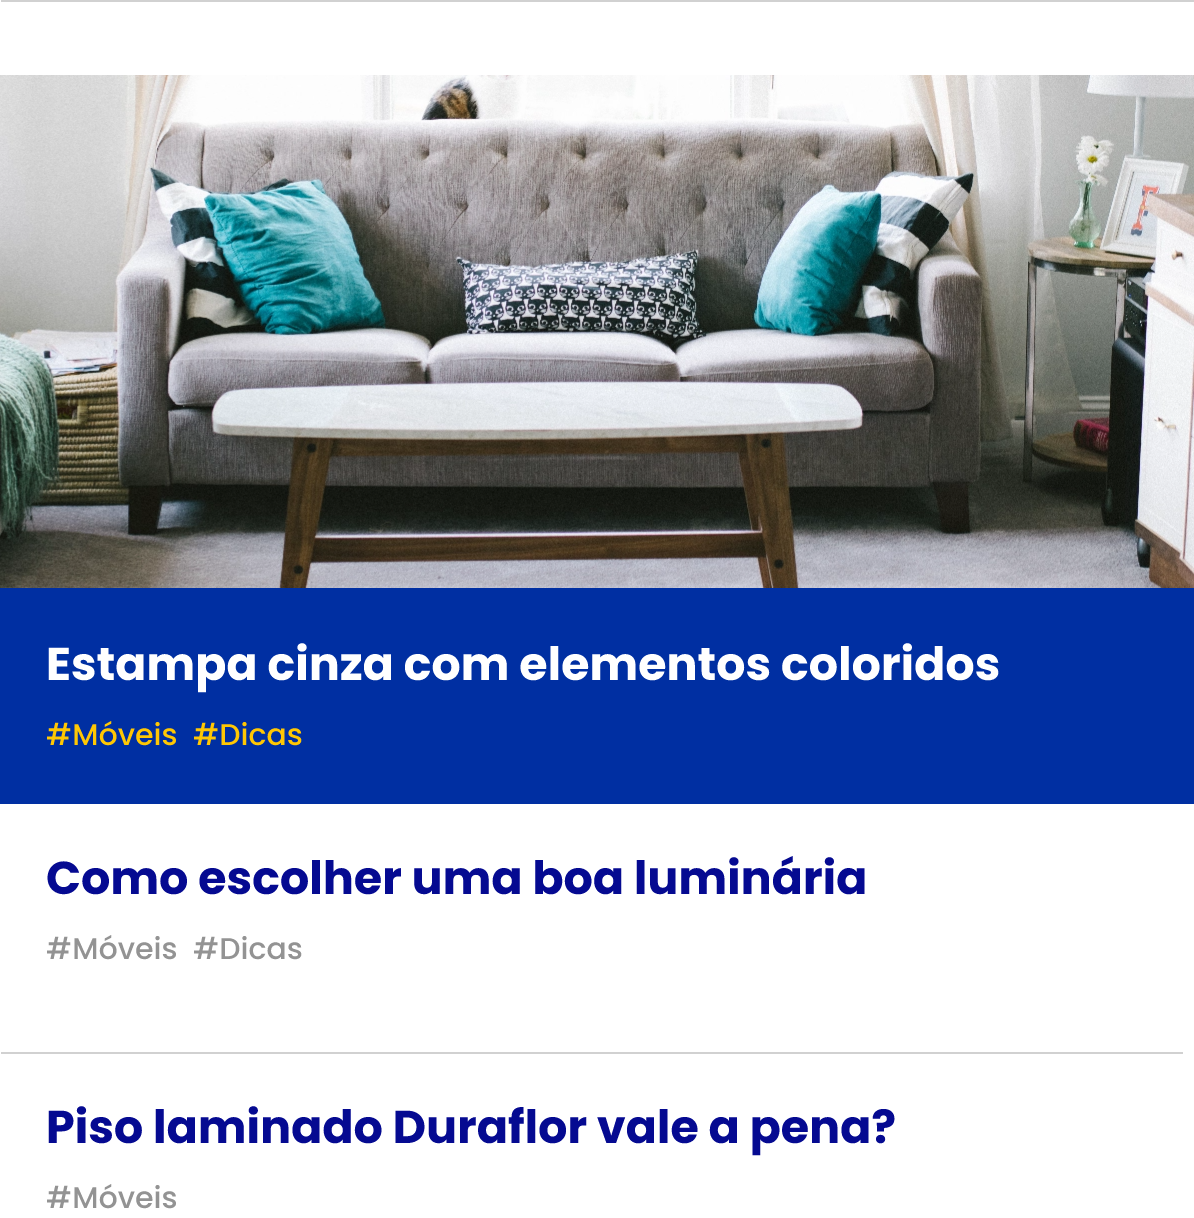 Estampa cinza com elementos coloridos
#Móveis #Dicas
Como escolher uma boa luminária
#Móveis #Dicas
Piso laminado Duraflor vale a pena?
#Móveis